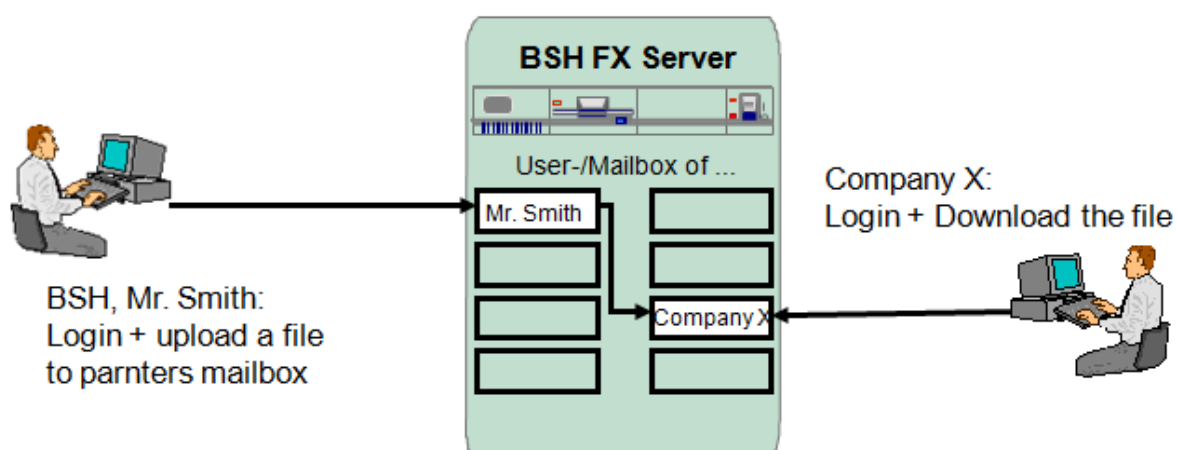 BSH FX Server
User-/Mailbox of ...
Mr. Smith
Company X
BSH, Mr. Smith:
Login + upload a file
to parnters mailbox
Company X:
Login + Download the file